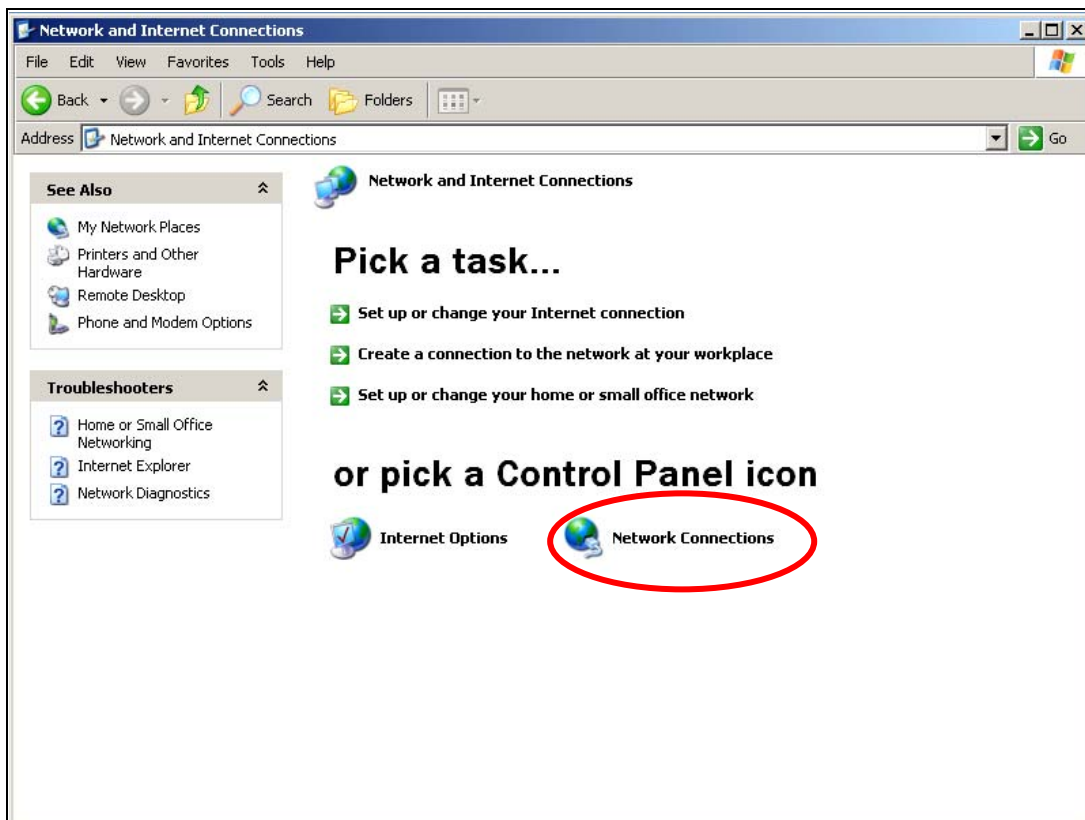 Network and Internet Connections
File Edit View Favorites Tools Help
Back Search Folders
Address Network and Internet Connections Go
See Also
My Network Places
Printers and Other
Hardware
Remote Desktop
Phone and Modem Options
Troubleshooters
Home or Small Office
Networking
Internet Explorer
Network Diagnostics
Network and Internet Connections
Pick a task...
Set up or change your Internet connection
Create a connection to the network at your workplace
Set up or change your home or small office network
or pick a Control Panel icon
Internet Options Network Connections